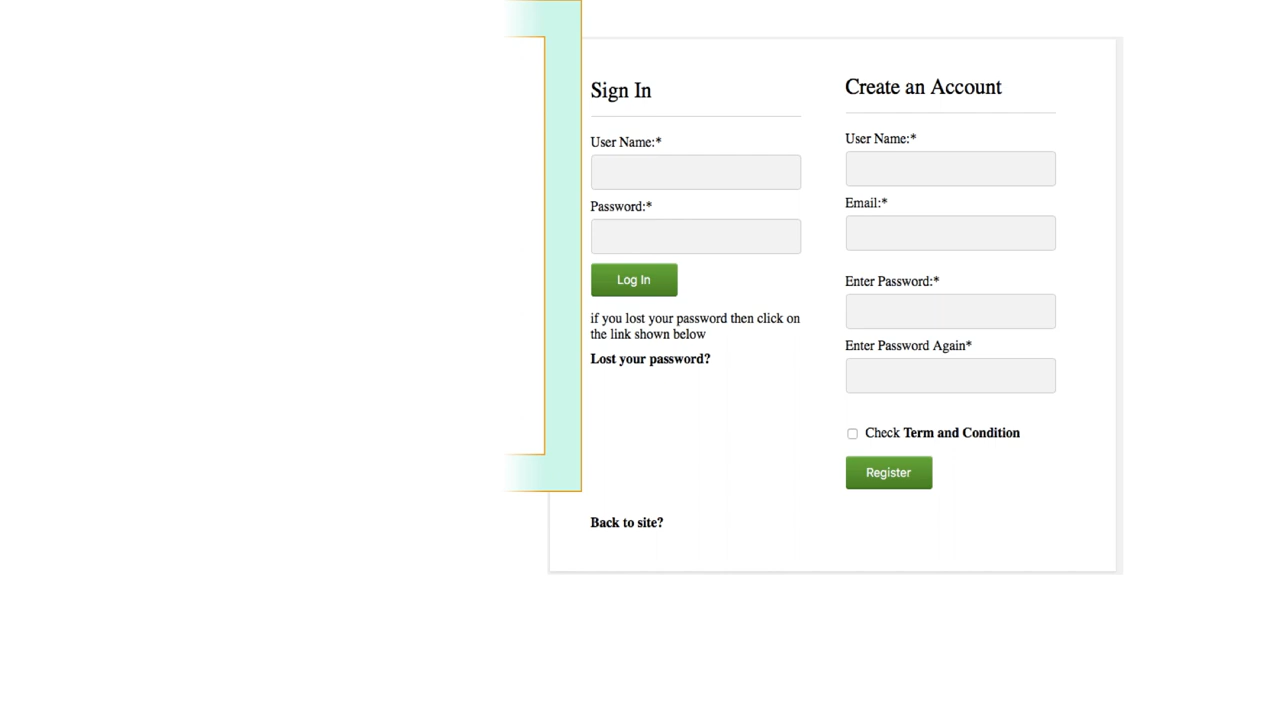 Sign In
User Name:*
Password:*
Log In
if you lost your password then click on
the link shown below
Lost your password?
Back to site?
Create an Account
User Name:*
Email:*
Enter Password:*
Enter Password Again*
Check Term and Condition
Register